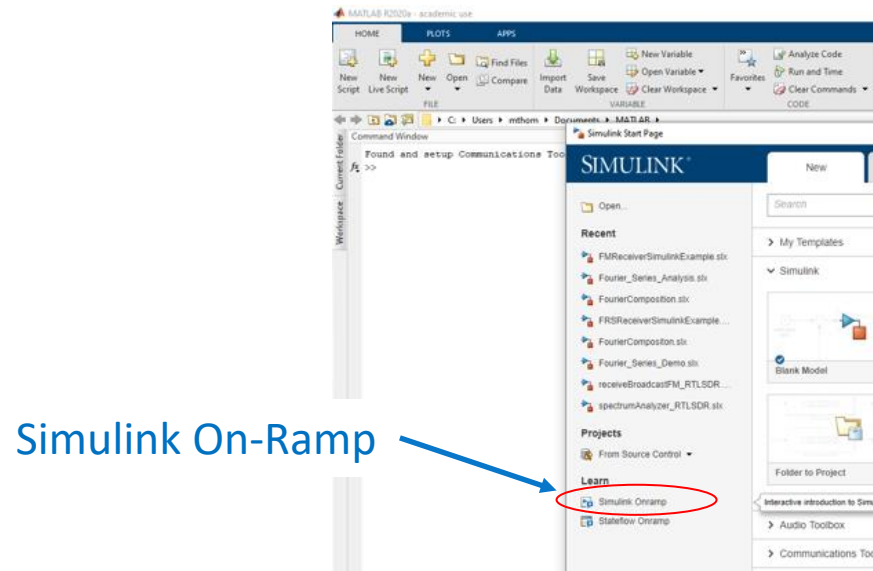 MATLAB R2020a - academic use
HOME PLOTS APPS
New Script
New Live Script
New
Open
Find Files
Compare
Import Data
Save Workspace
New Variable
Open Variable
Clear Workspace
Favorites
Analyze Code
Run and Time
Clear Commands
FILE VARIABLE CODE
C: Users mthom Documents MATLAB
Current Folder
Workspace
Command Window
Found and setup Communications Too
fx >>
Simulink Start Page
SIMULINK®
New
Open...
Search
Recent
My Templates
FMReceiverSimulinkExample.slx
Simulink
Fourier_Series_Analysis.slx
FourierComposition.slx
FRSReceiverSimulinkExample....
FourierCompositon.slx
Fourier_Series_Demo.slx
Blank Model
receiveBroadcastFM_RTLSDR....
spectrumAnalyzer_RTLSDR.slx
Projects
From Source Control
Folder to Project
Learn
Simulink Onramp
Interactive introduction to Simu
Stateflow Onramp
Audio Toolbox
Communications Too
Simulink On-Ramp